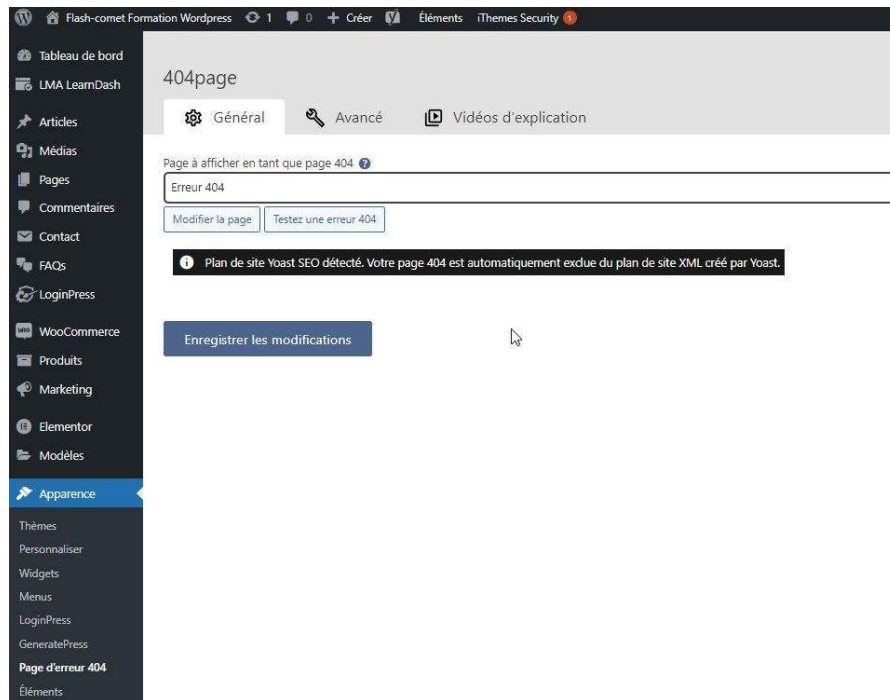 Flash-comet Formation Wordpress 1 0 + Créer Éléments iThemes Security 1
Tableau de bord
LMA LearnDash
Articles
Médias
Pages
Commentaires
Contact
FAQs
LoginPress
WooCommerce
Produits
Marketing
Elementor
Modèles
Apparence
Thèmes
Personnaliser
Widgets
Menus
LoginPress
GeneratePress
Page d'erreur 404
Éléments
404page
Général Avancé Vidéos d'explication
Page à afficher en tant que page 404
Erreur 404
Modifier la page Testez une erreur 404
Plan de site Yoast SEO détecté. Votre page 404 est automatiquement exclue du plan de site XML créé par Yoast.
Enregistrer les modifications